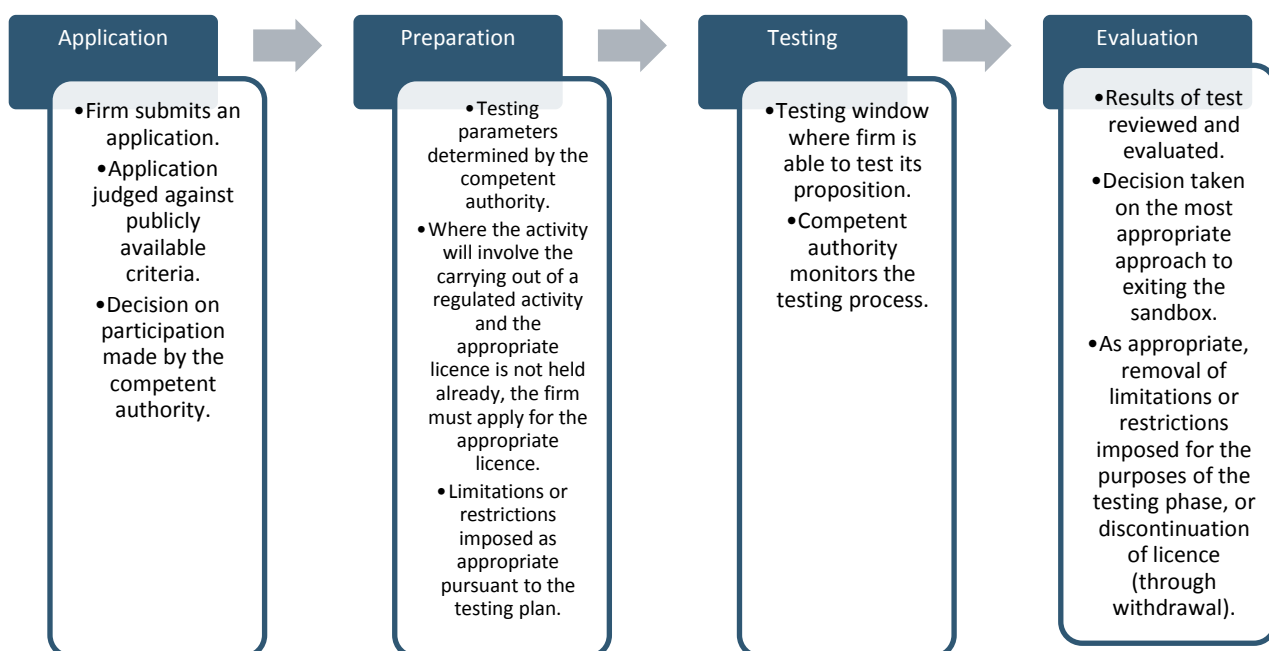 Application
•Firm submits an
application.
•Application
judged against
publicly
available
criteria.
•Decision on
participation
made by the
competent
authority.
Preparation
•Testing
parameters
determined by the
competent
authority.
•Where the activity
will involve the
carrying out of a
regulated activity
and the
appropriate
licence is not held
already, the firm
must apply for the
appropriate
licence.
•Limitations or
restrictions
imposed as
appropriate
pursuant to the
testing plan.
Testing
•Testing window
where firm is
able to test its
proposition.
•Competent
authority
monitors the
testing process.
Evaluation
•Results of test
reviewed and
evaluated.
•Decision taken
on the most
appropriate
approach to
exiting the
sandbox.
•As appropriate,
removal of
limitations or
restrictions
imposed for the
purposes of the
testing phase, or
discontinuation
of licence
(through
withdrawal).